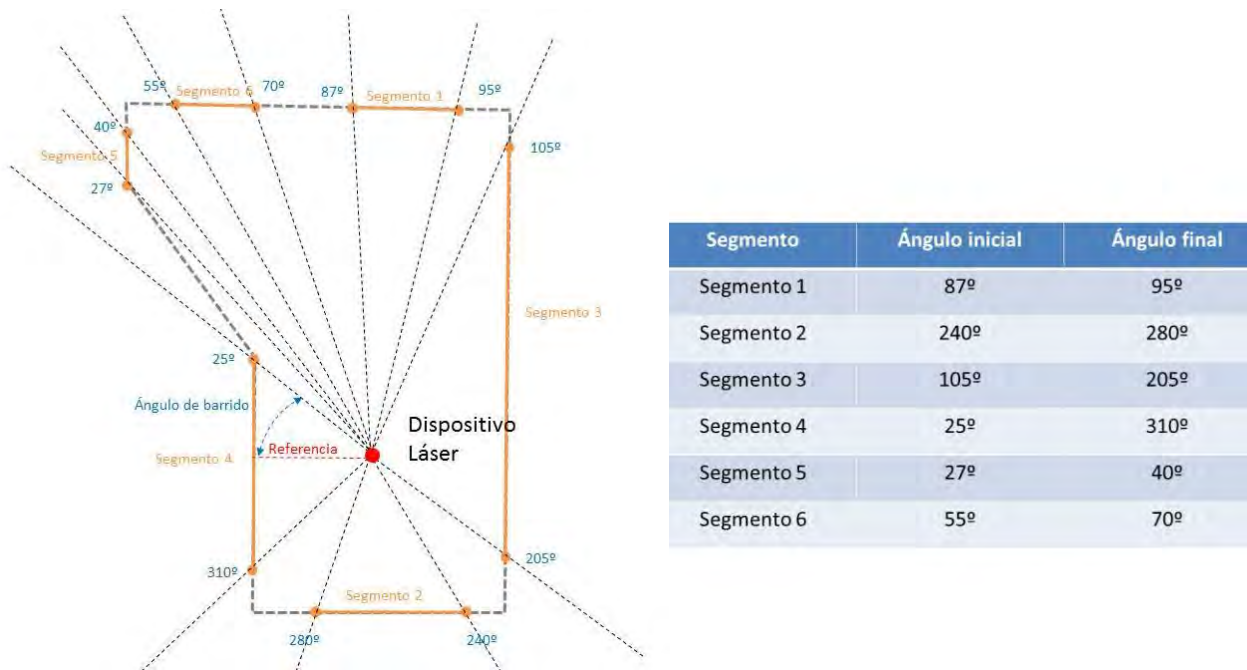 55º
Segmento 6
70º
87º
Segmento 1
95º
40º
Segmento 5
27º
105º
Segmento 3
25º
Ángulo de barrido
Referencia
Dispositivo
Láser
Segmento 4
310º
205º
Segmento 2
280º
240º
Segmento Ángulo inicial Ángulo final
Segmento 1 87º 95º
Segmento 2 240º 280º
Segmento 3 105º 205º
Segmento 4 25º 310º
Segmento 5 27º 40º
Segmento 6 55º 70º